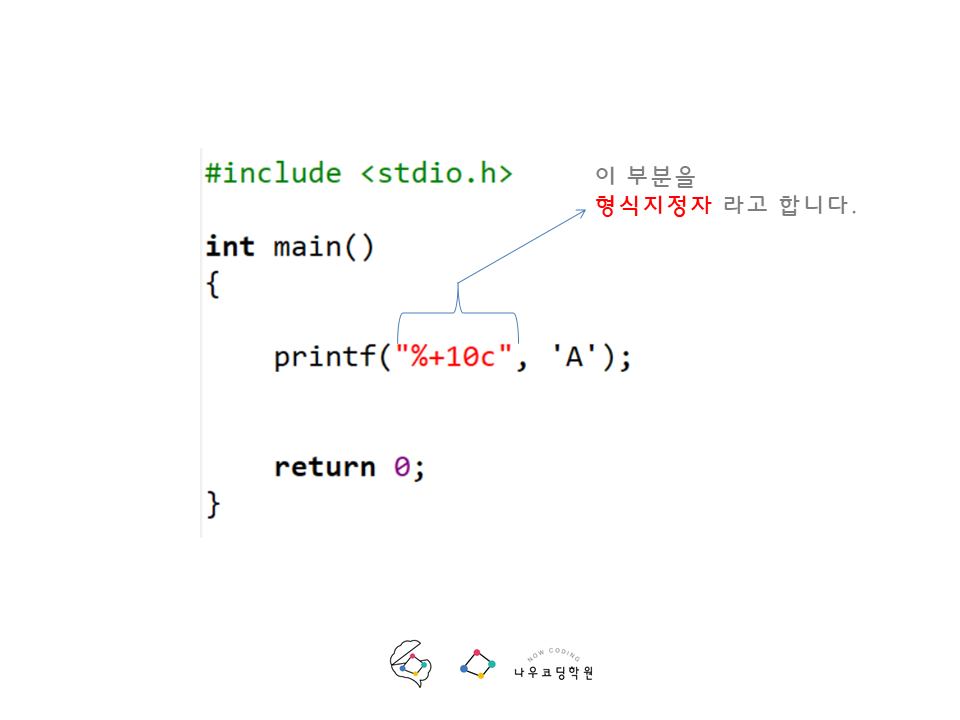 #include <stdio.h>
이 부분을
형식지정자 라고 합니다.
int main()
{
printf("%+10c", 'A');
return 0;
}
NOW CODING
나우코딩학원